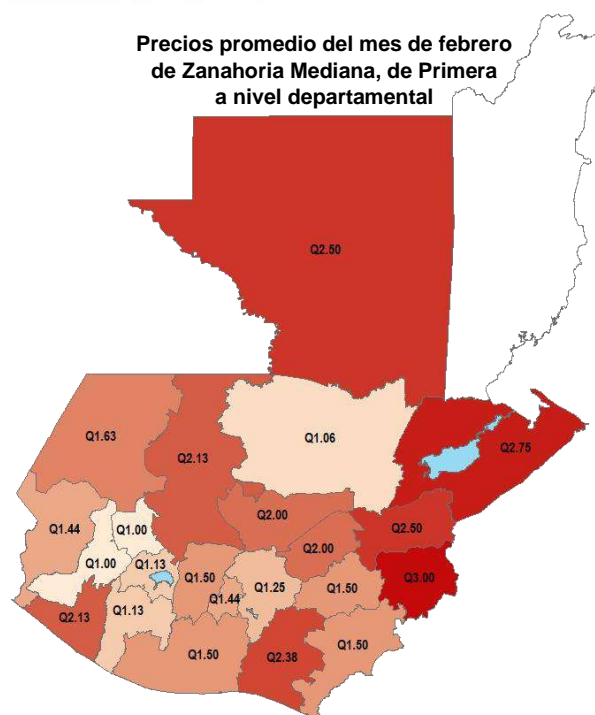 Precios promedio del mes de febrero
de Zanahoria Mediana, de Primera
a nivel departamental
Q2.50
Q1.63
Q2.13
Q1.06
Q2.75
Q1.44
Q1.00
Q2.00
Q2.50
Q1.00
Q1.13
Q2.00
Q1.50
Q1.25
Q1.50
Q3.00
Q2.13
Q1.13
Q1.44
Q1.50
Q2.38
Q1.50